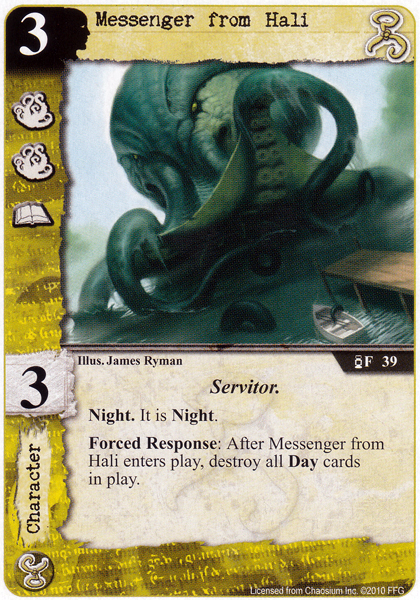 3
Messenger from Hali
Illus. James Ryman
F 39
3
Servitor.
Night. It is Night.
Forced Response: After Messenger from
Hali enters play, destroy all Day cards
in play.
Character
Licensed from Chaosium Inc. ©2010 FFG